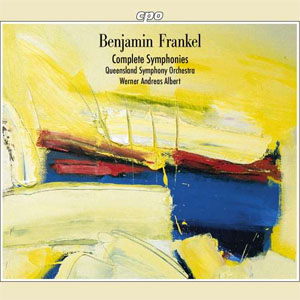 cpo
Benjamin Frankel
Complete Symphonies
Queensland Symphony Orchestra
Werner Andreas Albert